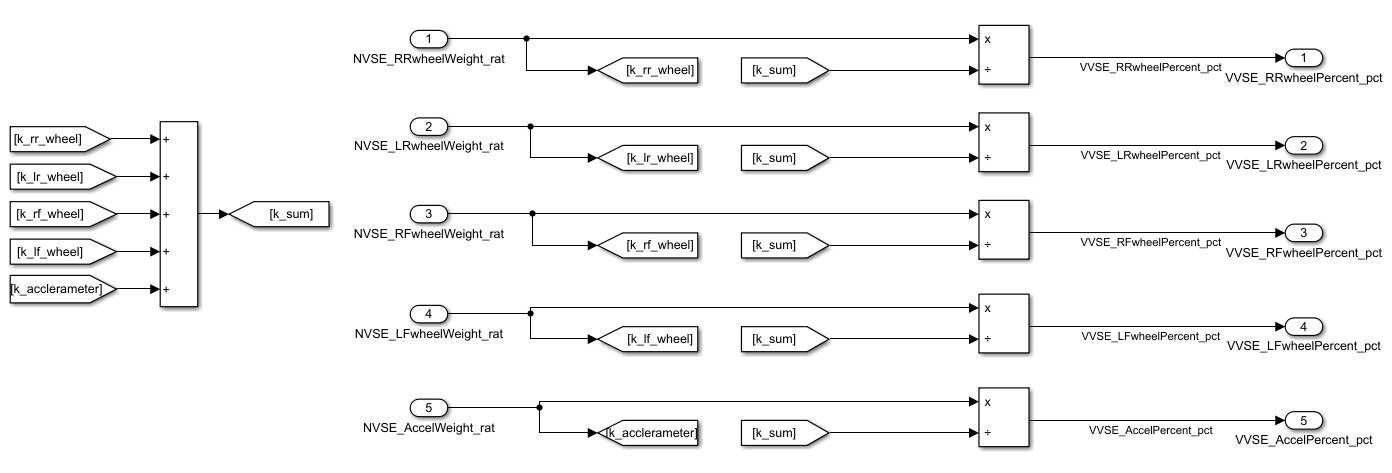 [k_rr_wheel]
+
[k_lr_wheel]
+
[k_rf_wheel]
+
[k_lf_wheel]
+
[k_acclerameter]
+
[k_sum]
1
NVSE_RRwheelWeight_rat
[k_rr_wheel]
[k_sum]
x
÷
VVSE_RRwheelPercent_pct
1
VVSE_RRwheelPercent_pct
2
NVSE_LRwheelWeight_rat
[k_lr_wheel]
[k_sum]
x
÷
VVSE_LRwheelPercent_pct
2
VVSE_LRwheelPercent_pct
3
NVSE_RFwheelWeight_rat
[k_rf_wheel]
[k_sum]
x
÷
VVSE_RFwheelPercent_pct
3
VVSE_RFwheelPercent_pct
4
NVSE_LFwheelWeight_rat
[k_lf_wheel]
[k_sum]
x
÷
VVSE_LFwheelPercent_pct
4
VVSE_LFwheelPercent_pct
5
NVSE_AccelWeight_rat
[k_acclerameter]
[k_sum]
x
÷
VVSE_AccelPercent_pct
5
VVSE_AccelPercent_pct